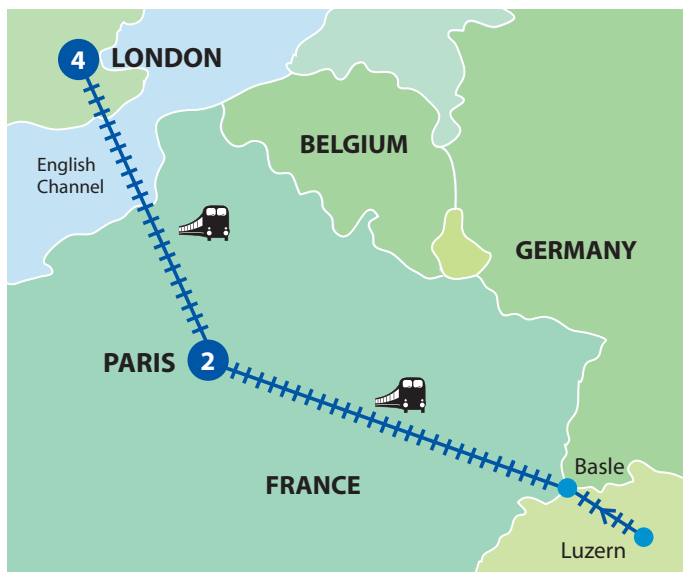 4 LONDON
English
Channel
BELGIUM
GERMANY
PARIS 2
FRANCE
Basle
Luzern